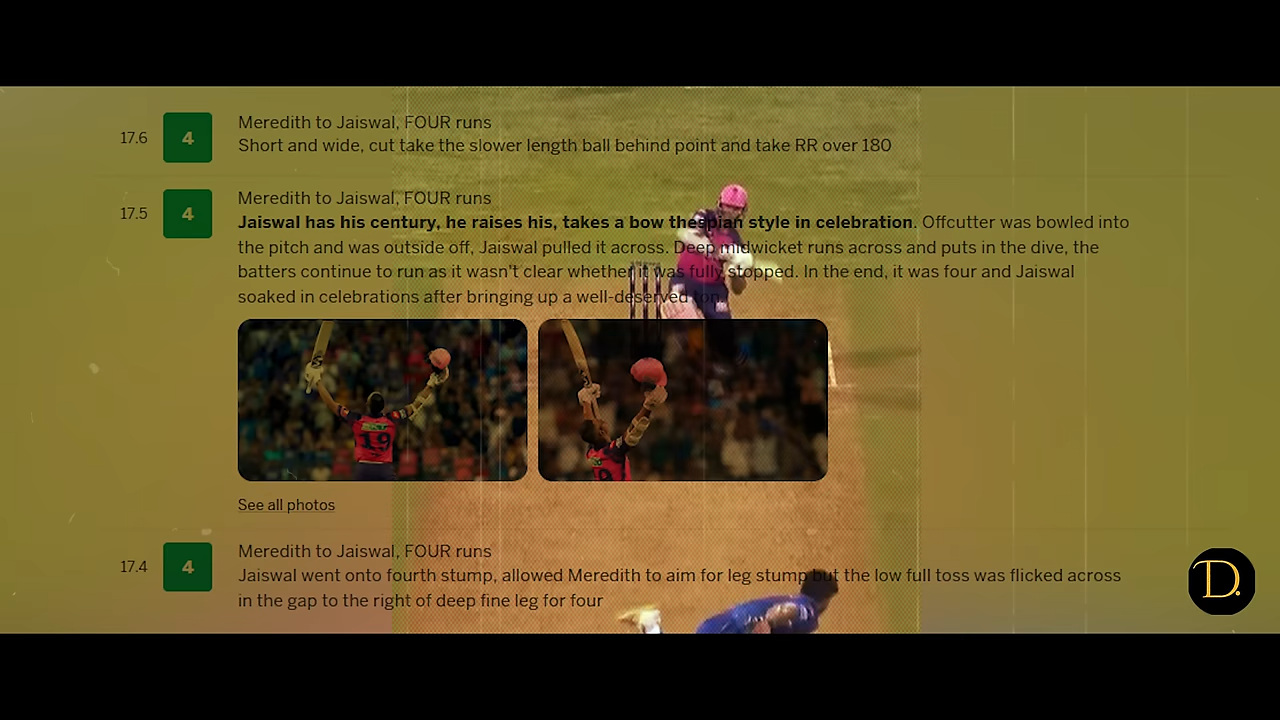 17.6
4
Meredith to Jaiswal, FOUR runs
Short and wide, cut take the slower length ball behind point and take RR over 180
17.5
4
Meredith to Jaiswal, FOUR runs
Jaiswal has his century, he raises his, takes a bow thespian style in celebration. Offcutter was bowled into
the pitch and was outside off, Jaiswal pulled it across. Deep midwicket runs across and puts in the dive, the
batters continue to run as it wasn't clear whether it was fully stopped. In the end, it was four and Jaiswal
soaked in celebrations after bringing up a well-deserved ton.
19
19
See all photos
17.4
4
Meredith to Jaiswal, FOUR runs
Jaiswal went onto fourth stump, allowed Meredith to aim for leg stump but the low full toss was flicked across
in the gap to the right of deep fine leg for four
D.